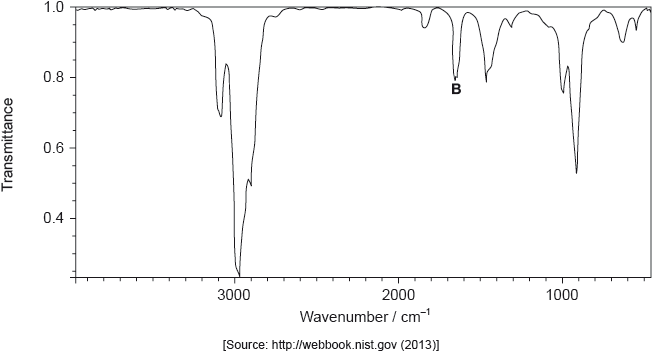 1.0
0.8
B
0.6
0.4
Transmittance
3000 2000 1000
Wavenumber / cm–1
[Source: http://webbook.nist.gov (2013)]